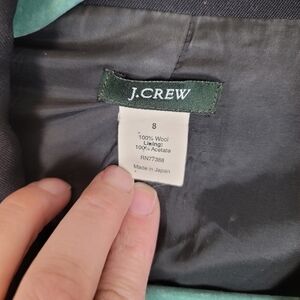 J.CREW
8
100% Wool
Lining:
100% Acetate
RN77388
Made in Japan